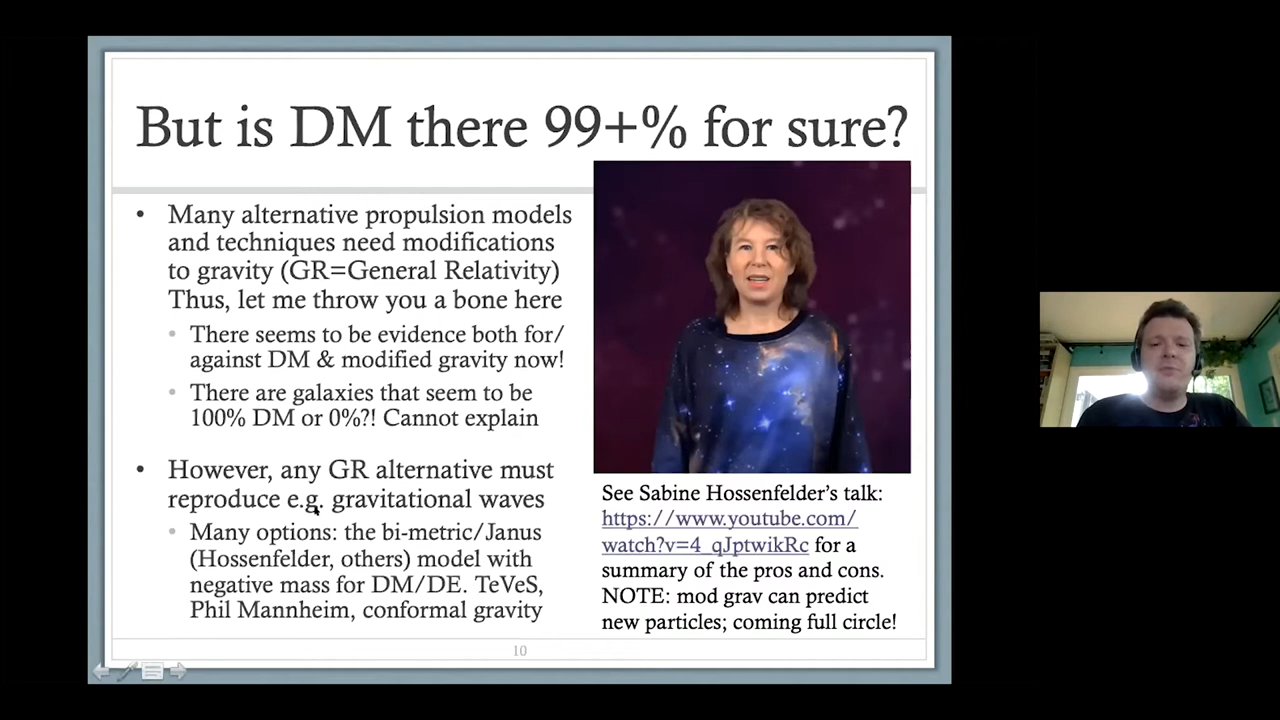 But is DM there 99+% for sure?
• Many alternative propulsion models
and techniques need modifications
to gravity (GR=General Relativity)
Thus, let me throw you a bone here
• There seems to be evidence both for/
against DM & modified gravity now!
• There are galaxies that seem to be
100% DM or 0%?! Cannot explain
• However, any GR alternative must
reproduce e.g. gravitational waves
• Many options: the bi-metric/Janus
(Hossenfelder, others) model with
negative mass for DM/DE. TeVeS,
Phil Mannheim, conformal gravity
See Sabine Hossenfelder's talk:
https://www.youtube.com/
watch?v=4_qJptwikRc for a
summary of the pros and cons.
NOTE: mod grav can predict
new particles; coming full circle!
10